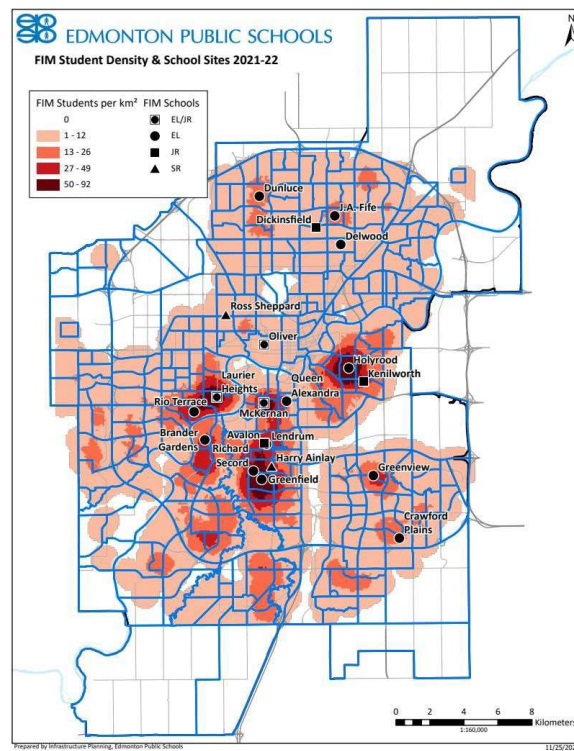 EDMONTON PUBLIC SCHOOLS
FIM Student Density & School Sites 2021-22
N
FIM Students per km²
0
1 - 12
13 - 26
27 - 49
50 - 92
FIM Schools
EL/JR
EL
JR
SR
Dunluce
J.A. Fife
Dickinsfield
Delwood
Ross Sheppard
Oliver
Holyrood
Kenilworth
Laurier
Heights
Queen
Alexandra
Rio Terrace
McKernan
Brander
Gardens
Avalon
Lendrum
Richard
Secord
Harry Ainlay
Greenfield
Greenview
Crawford
Plains
0 2 4 6 8
Kilometers
1:160,000
Prepared by Infrastructure Planning, Edmonton Public Schools